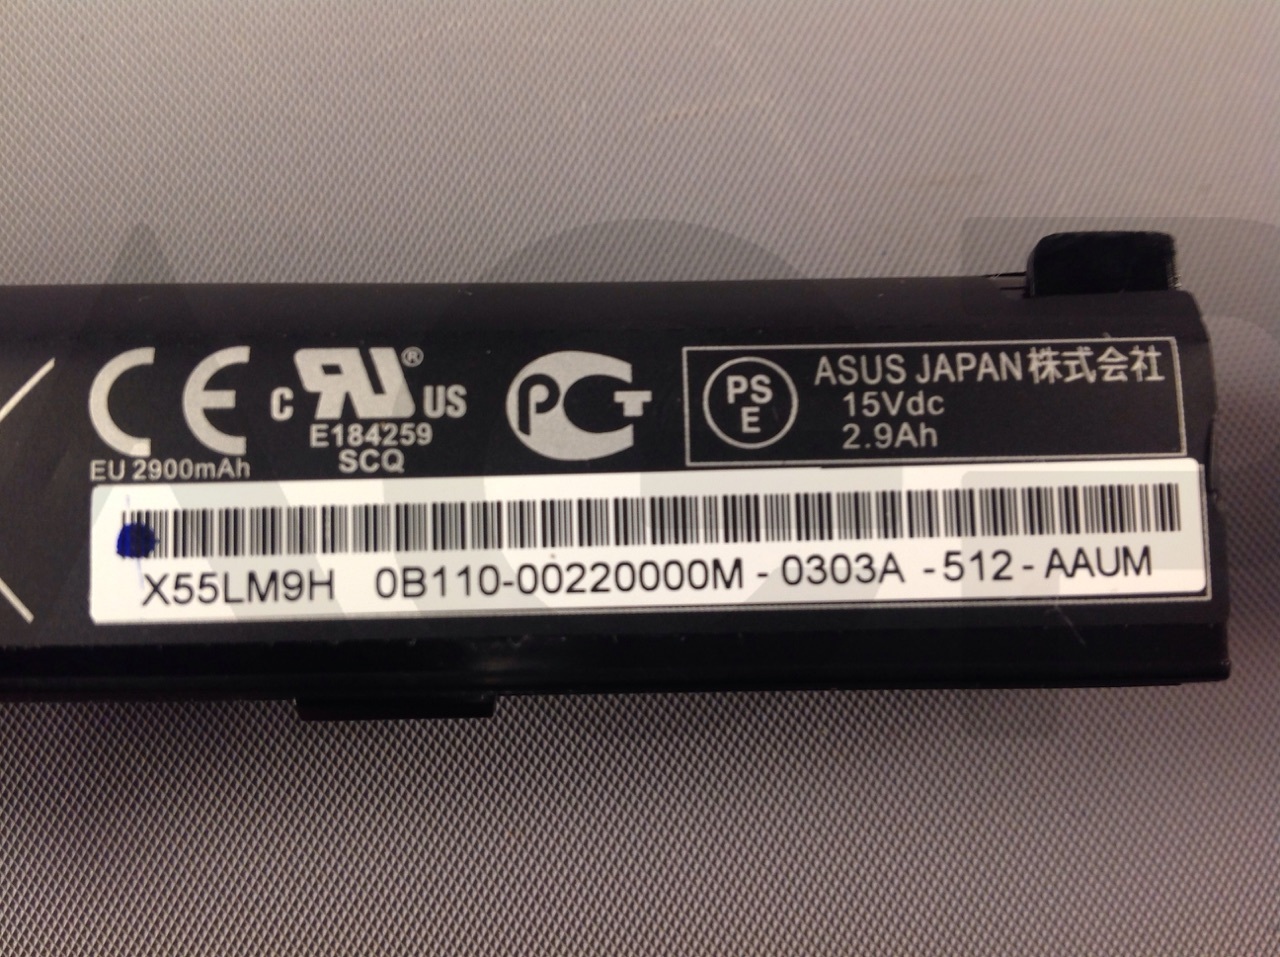 CE
EU 2900mAh
c RU® US
E184259
SCQ
PCT
PS
E
ASUS JAPAN株式会社
15Vdc
2.9Ah
X55LM9H 0B110-00220000M - 0303A - 512 - AAUM